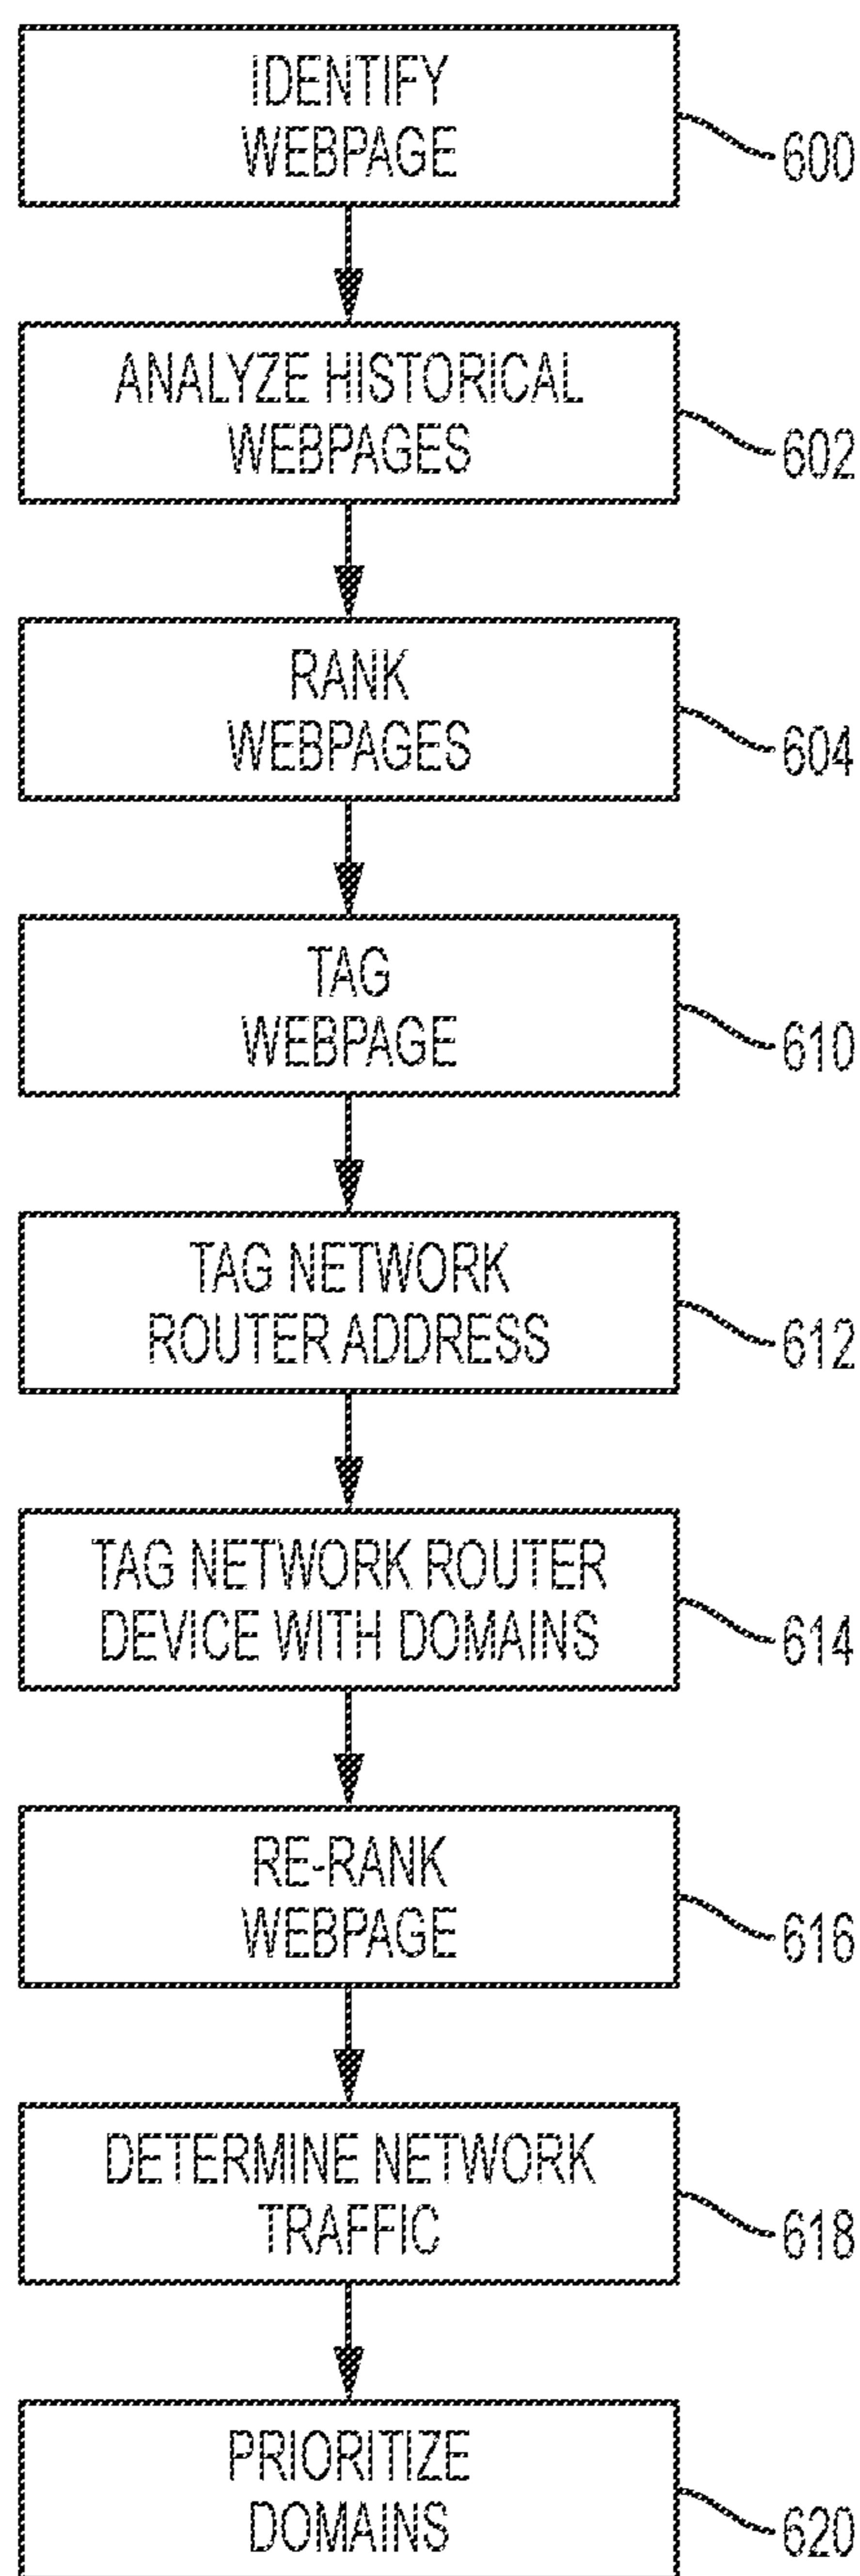 IDENTIFY
WEBPAGE
600
ANALYZE HISTORICAL
WEBPAGES
602
RANK
WEBPAGES
604
TAG
WEBPAGE
610
TAG NETWORK
ROUTER ADDRESS
612
TAG NETWORK ROUTER
DEVICE WITH DOMAINS
614
RE-RANK
WEBPAGE
616
DETERMINE NETWORK
TRAFFIC
618
PRIORITIZE
DOMAINS
620